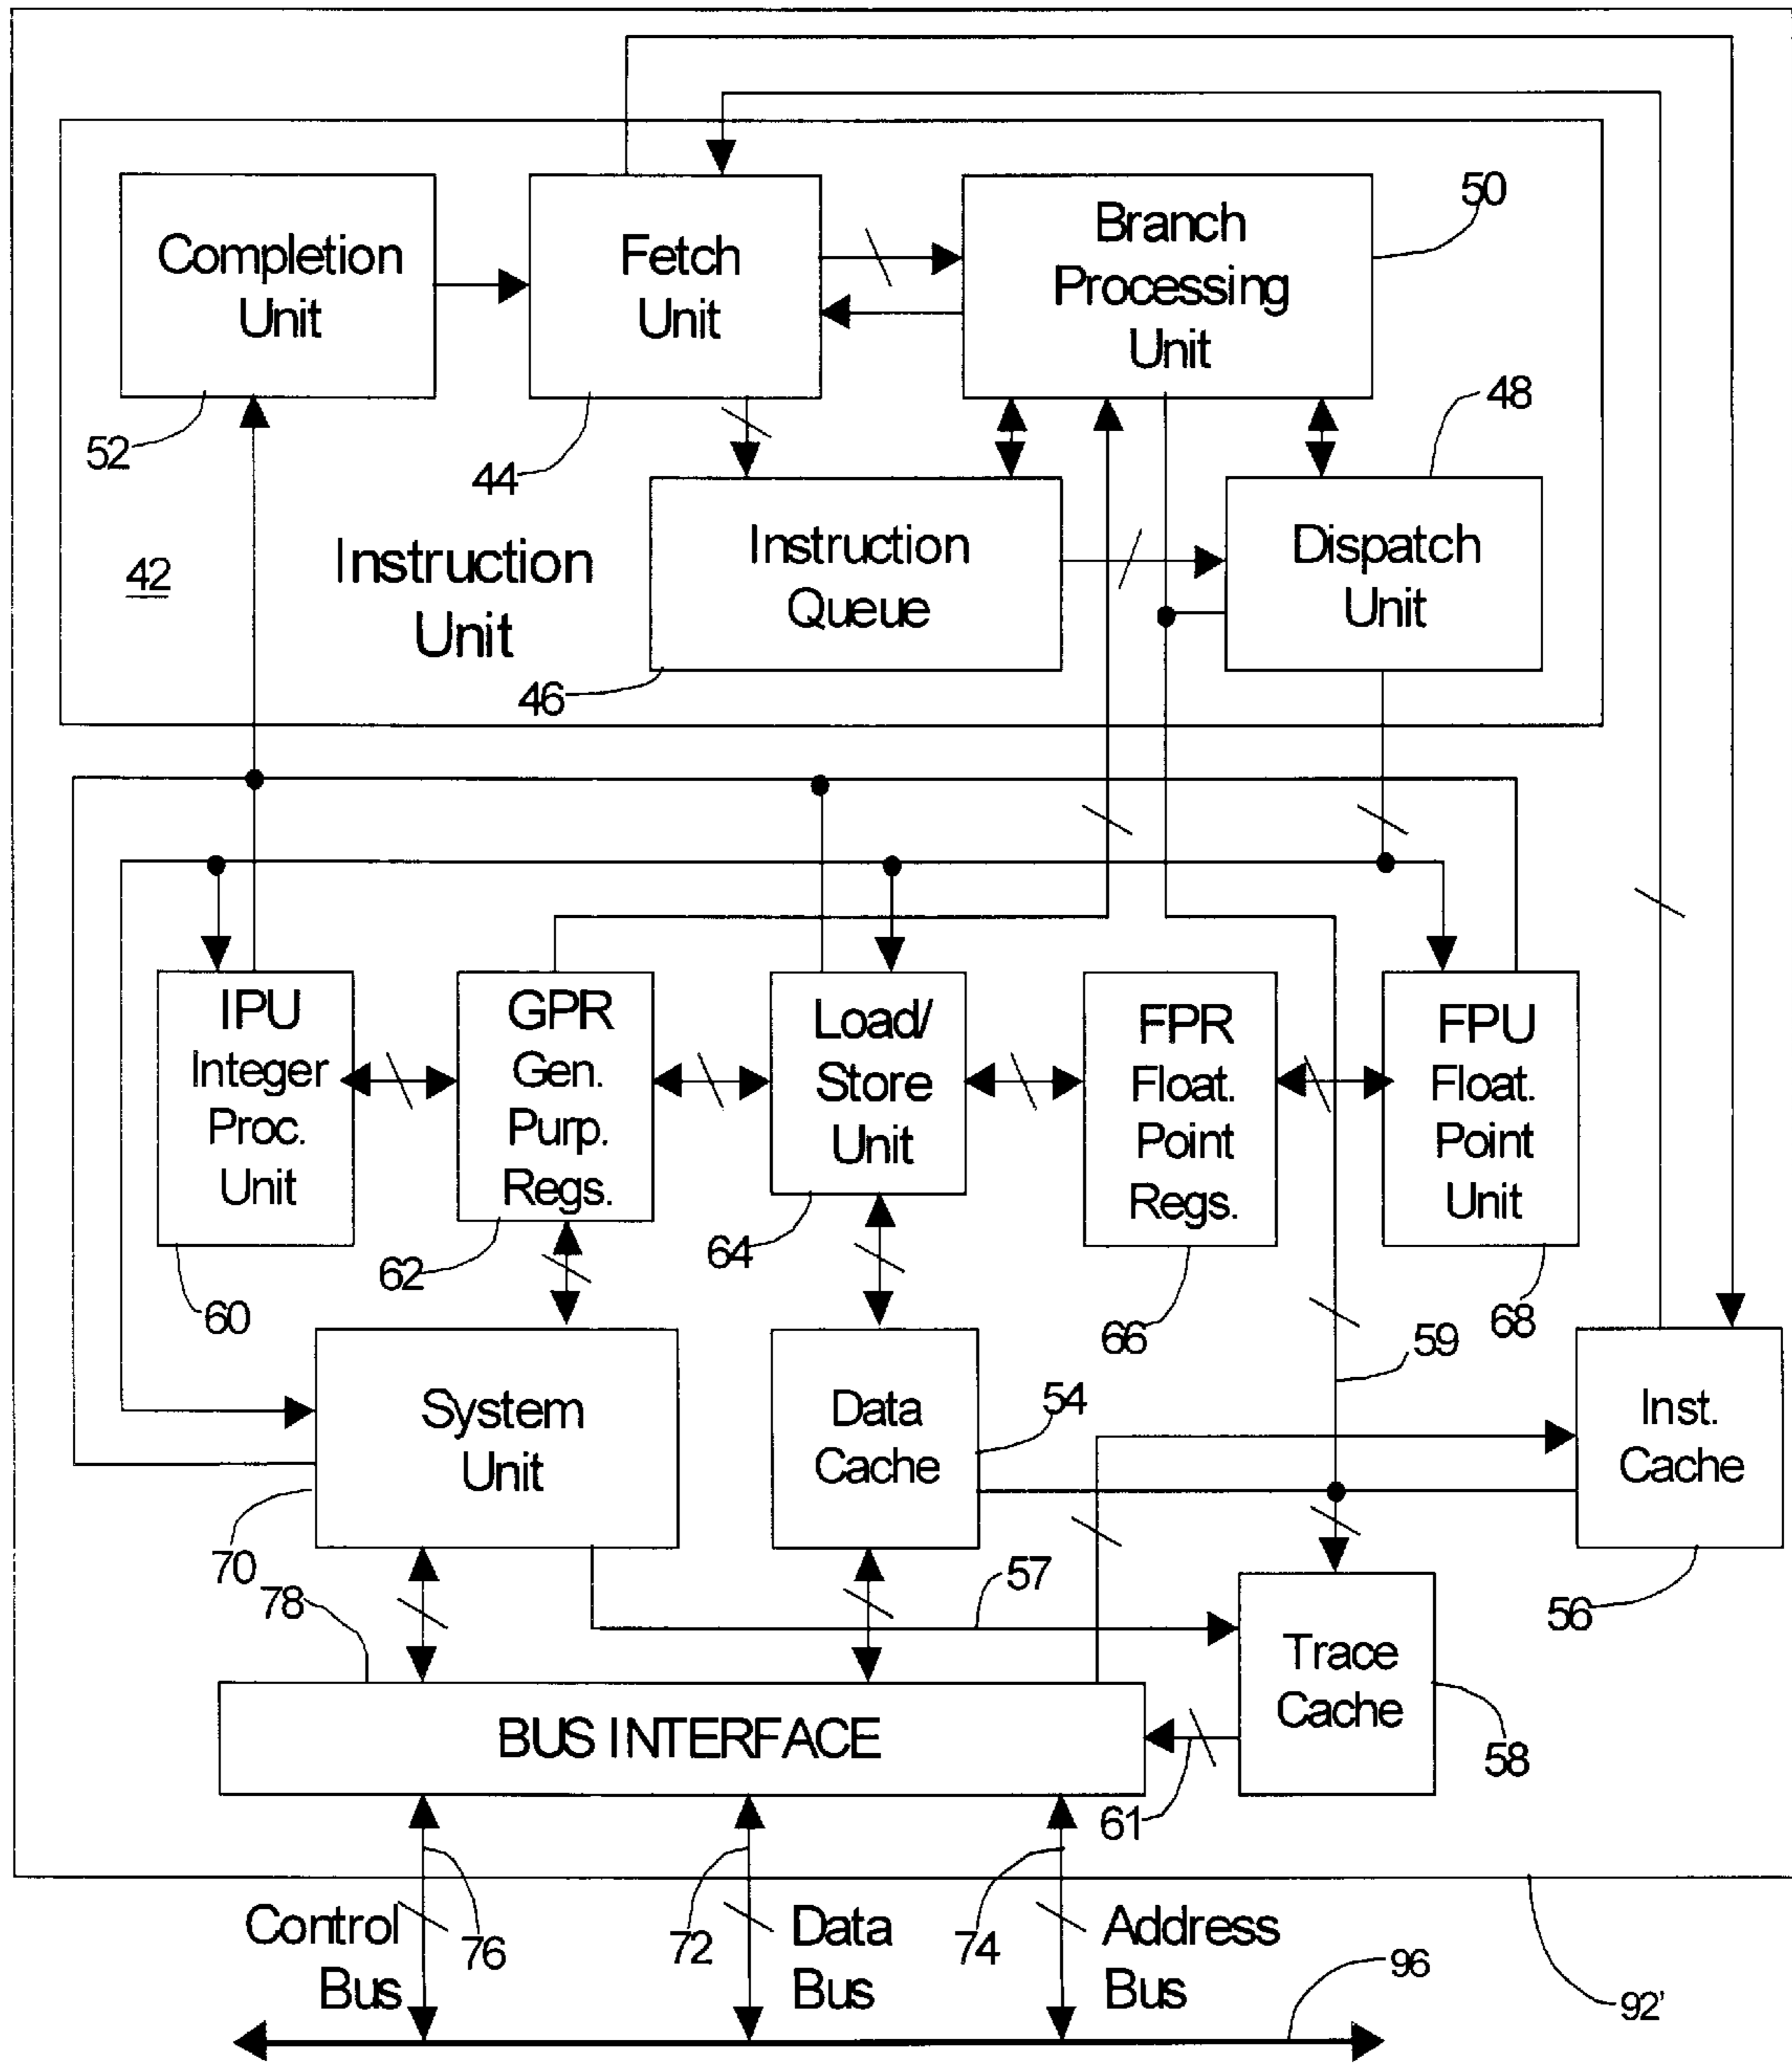 50
Completion
Unit
Fetch
Unit
Branch
Processing
Unit
52
44
48
42
Instruction
Unit
Instruction
Queue
Dispatch
Unit
46
IPU
Integer
Proc.
Unit
GPR
Gen.
Purp.
Regs.
Load/
Store
Unit
FPR
Float.
Point
Regs.
FPU
Float.
Point
Unit
60
62
64
66
68
59
System
Unit
Data
Cache
54
Inst.
Cache
70
78
57
56
Trace
Cache
BUS INTERFACE
58
61
Control
Bus
76
72
Data
Bus
74
Address
Bus
96
92'